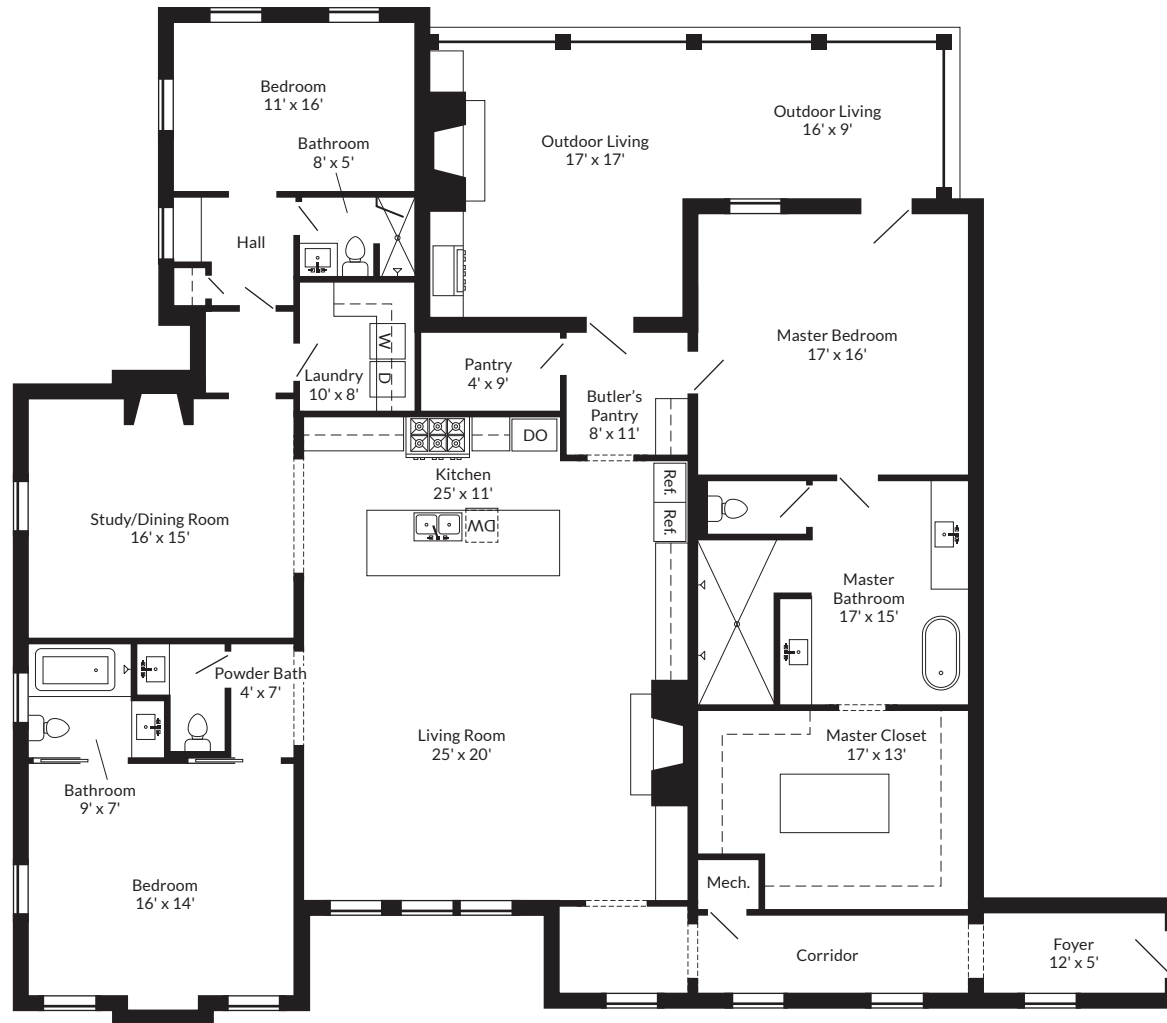 Bedroom
11' x 16'
Bathroom
8' x 5'
Outdoor Living
17' x 17'
Outdoor Living
16' x 9'
Hall
Laundry
10' x 8'
W
D
Pantry
4' x 9'
Butler's
Pantry
8' x 11'
Master Bedroom
17' x 16'
DO
Kitchen
25' x 11'
DW
Ref.
Ref.
Study/Dining Room
16' x 15'
Master
Bathroom
17' x 15'
Powder Bath
4' x 7'
Living Room
25' x 20'
Master Closet
17' x 13'
Bathroom
9' x 7'
Bedroom
16' x 14'
Mech.
Corridor
Foyer
12' x 5'